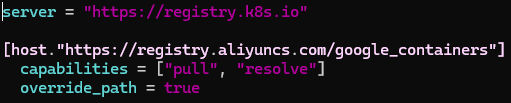 server = "https://registry.k8s.io"
[host."https://registry.aliyuncs.com/google_containers"]
capabilities = ["pull", "resolve"]
override_path = true